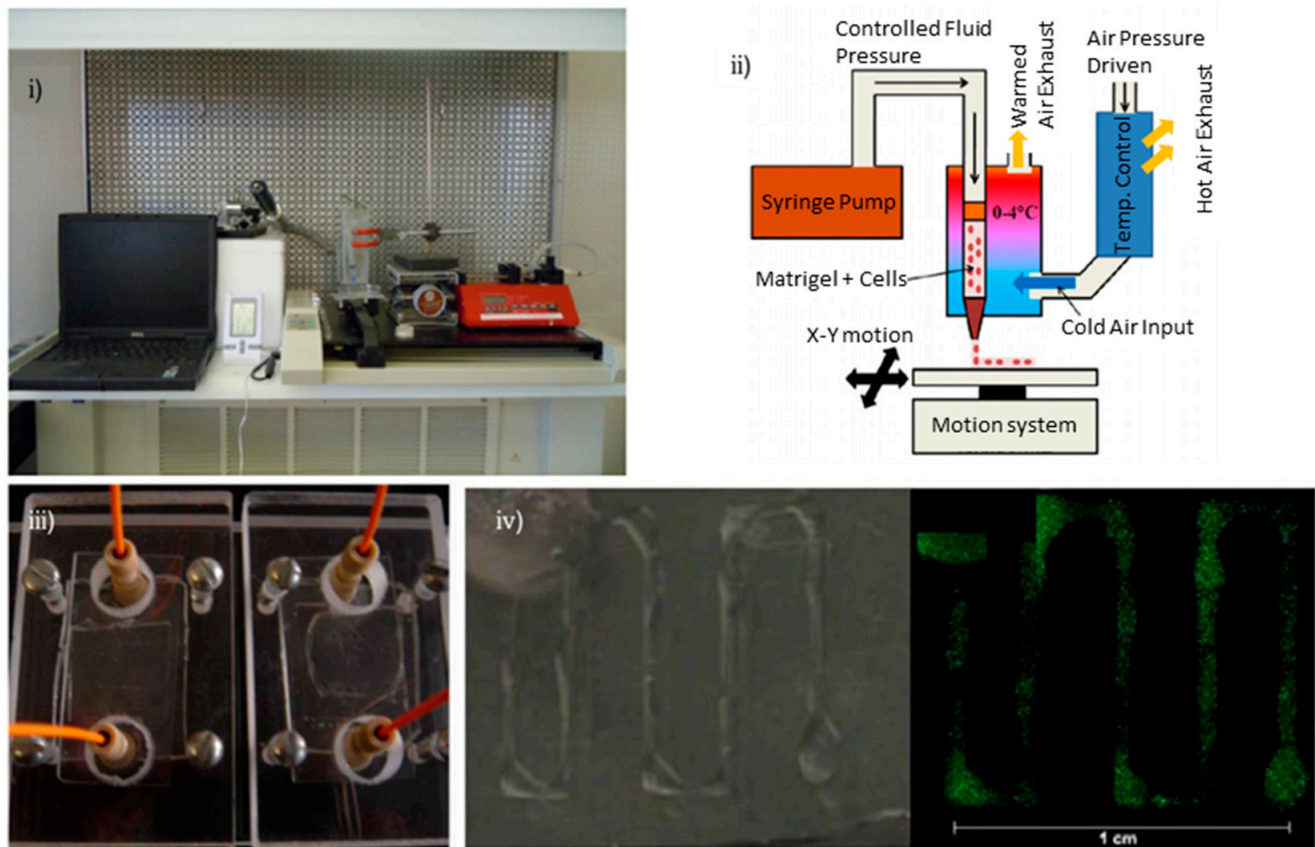 i)
ii)
Controlled Fluid
Pressure
Warmed
Air Exhaust
Air Pressure
Driven
Hot Air Exhaust
Temp. Control
Syringe Pump
0-4°C
Matrigel + Cells
Cold Air Input
X-Y motion
Motion system
iii)
iv)
1 cm